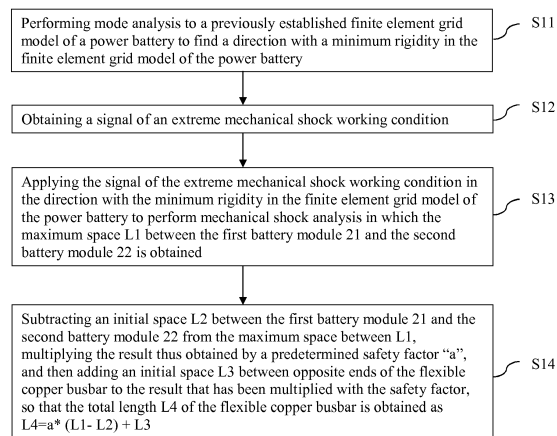 Performing mode analysis to a previously established finite element grid
model of a power battery to find a direction with a minimum rigidity in the
finite element grid model of the power battery
S11
Obtaining a signal of an extreme mechanical shock working condition
S12
Applying the signal of the extreme mechanical shock working condition in
the direction with the minimum rigidity in the finite element grid model of
the power battery to perform mechanical shock analysis in which the
maximum space L1 between the first battery module 21 and the second
battery module 22 is obtained
S13
Subtracting an initial space L2 between the first battery module 21 and the
second battery module 22 from the maximum space between L1,
multiplying the result thus obtained by a predetermined safety factor “a”,
and then adding an initial space L3 between opposite ends of the flexible
copper busbar to the result that has been multiplied with the safety factor,
so that the total length L4 of the flexible copper busbar is obtained as
L4=a* (L1- L2) + L3
S14